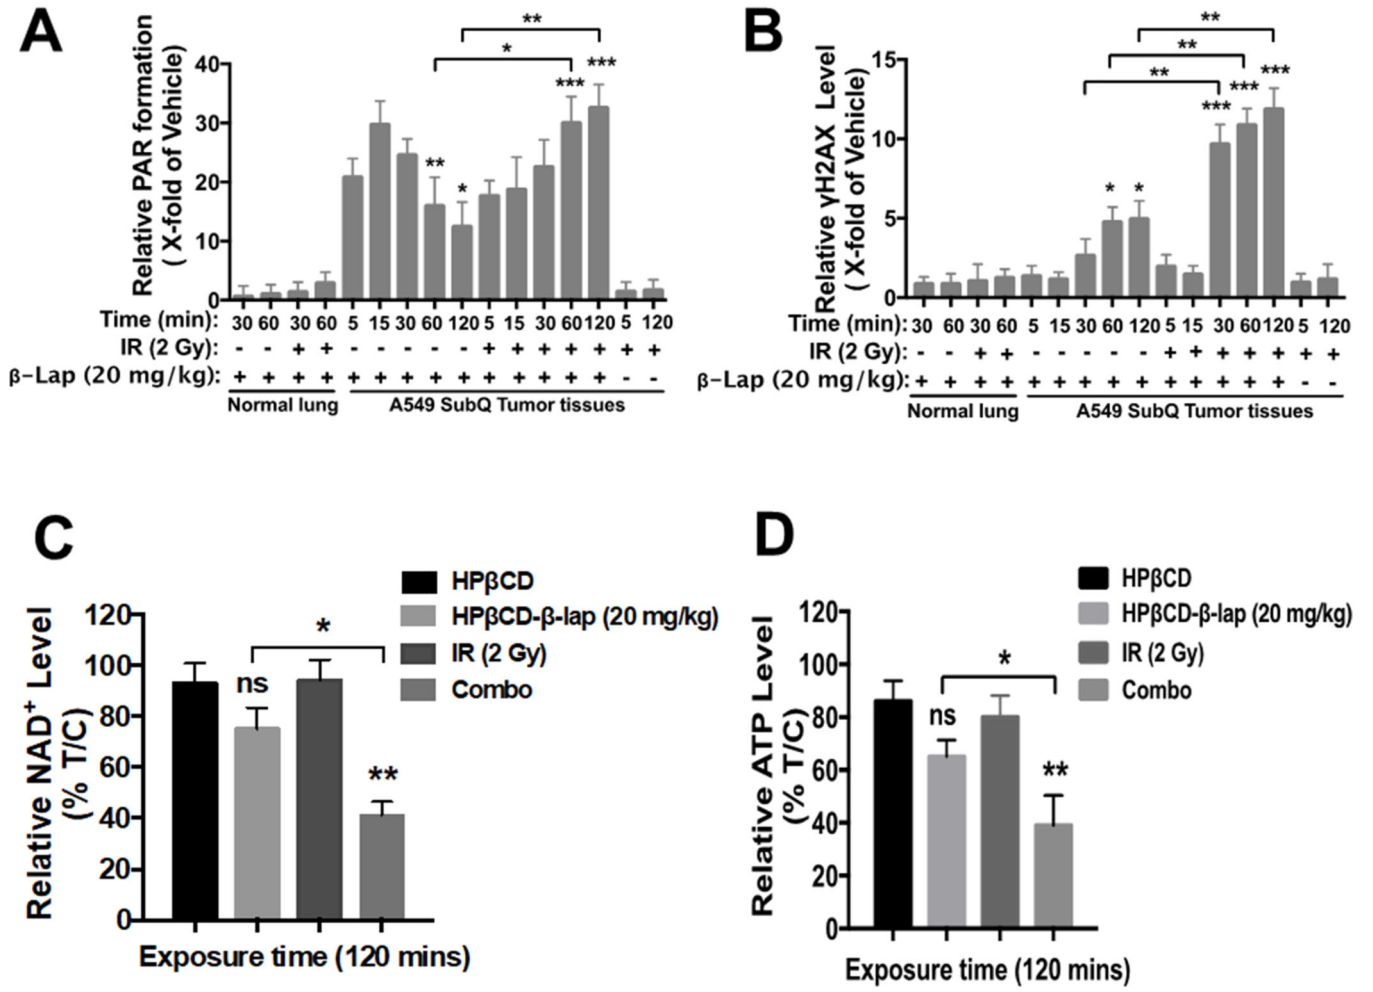 A
Relative PAR formation
( X-fold of Vehicle)
40
30
20
10
0
**
*
***
***
**
*
Time (min): 30 60 30 60 5 15 30 60 120 5 15 30 60 120 5 120
IR (2 Gy): - - + + - - - - - + + + + + + +
β-Lap (20 mg/kg): + + + + + + + + + + + + + + - -
Normal lung A549 SubQ Tumor tissues
B
Relative γH2AX Level
( X-fold of Vehicle)
15
10
5
0
**
**
**
***
***
***
* *
Time (min): 30 60 30 60 5 15 30 60 120 5 15 30 60 120 5 120
IR (2 Gy): - - + + - - - - - + + + + + + +
β-Lap (20 mg/kg): + + + + + + + + + + + + + + - -
Normal lung A549 SubQ Tumor tissues
C
Relative NAD+ Level
(% T/C)
120
100
80
60
40
20
0
*
ns
**
Exposure time (120 mins)
HPβCD
HPβCD-β-lap (20 mg/kg)
IR (2 Gy)
Combo
D
Relative ATP Level
(% T/C)
120
100
80
60
40
20
0
*
ns
**
Exposure time (120 mins)
HPβCD
HPβCD-β-lap (20 mg/kg)
IR (2 Gy)
Combo